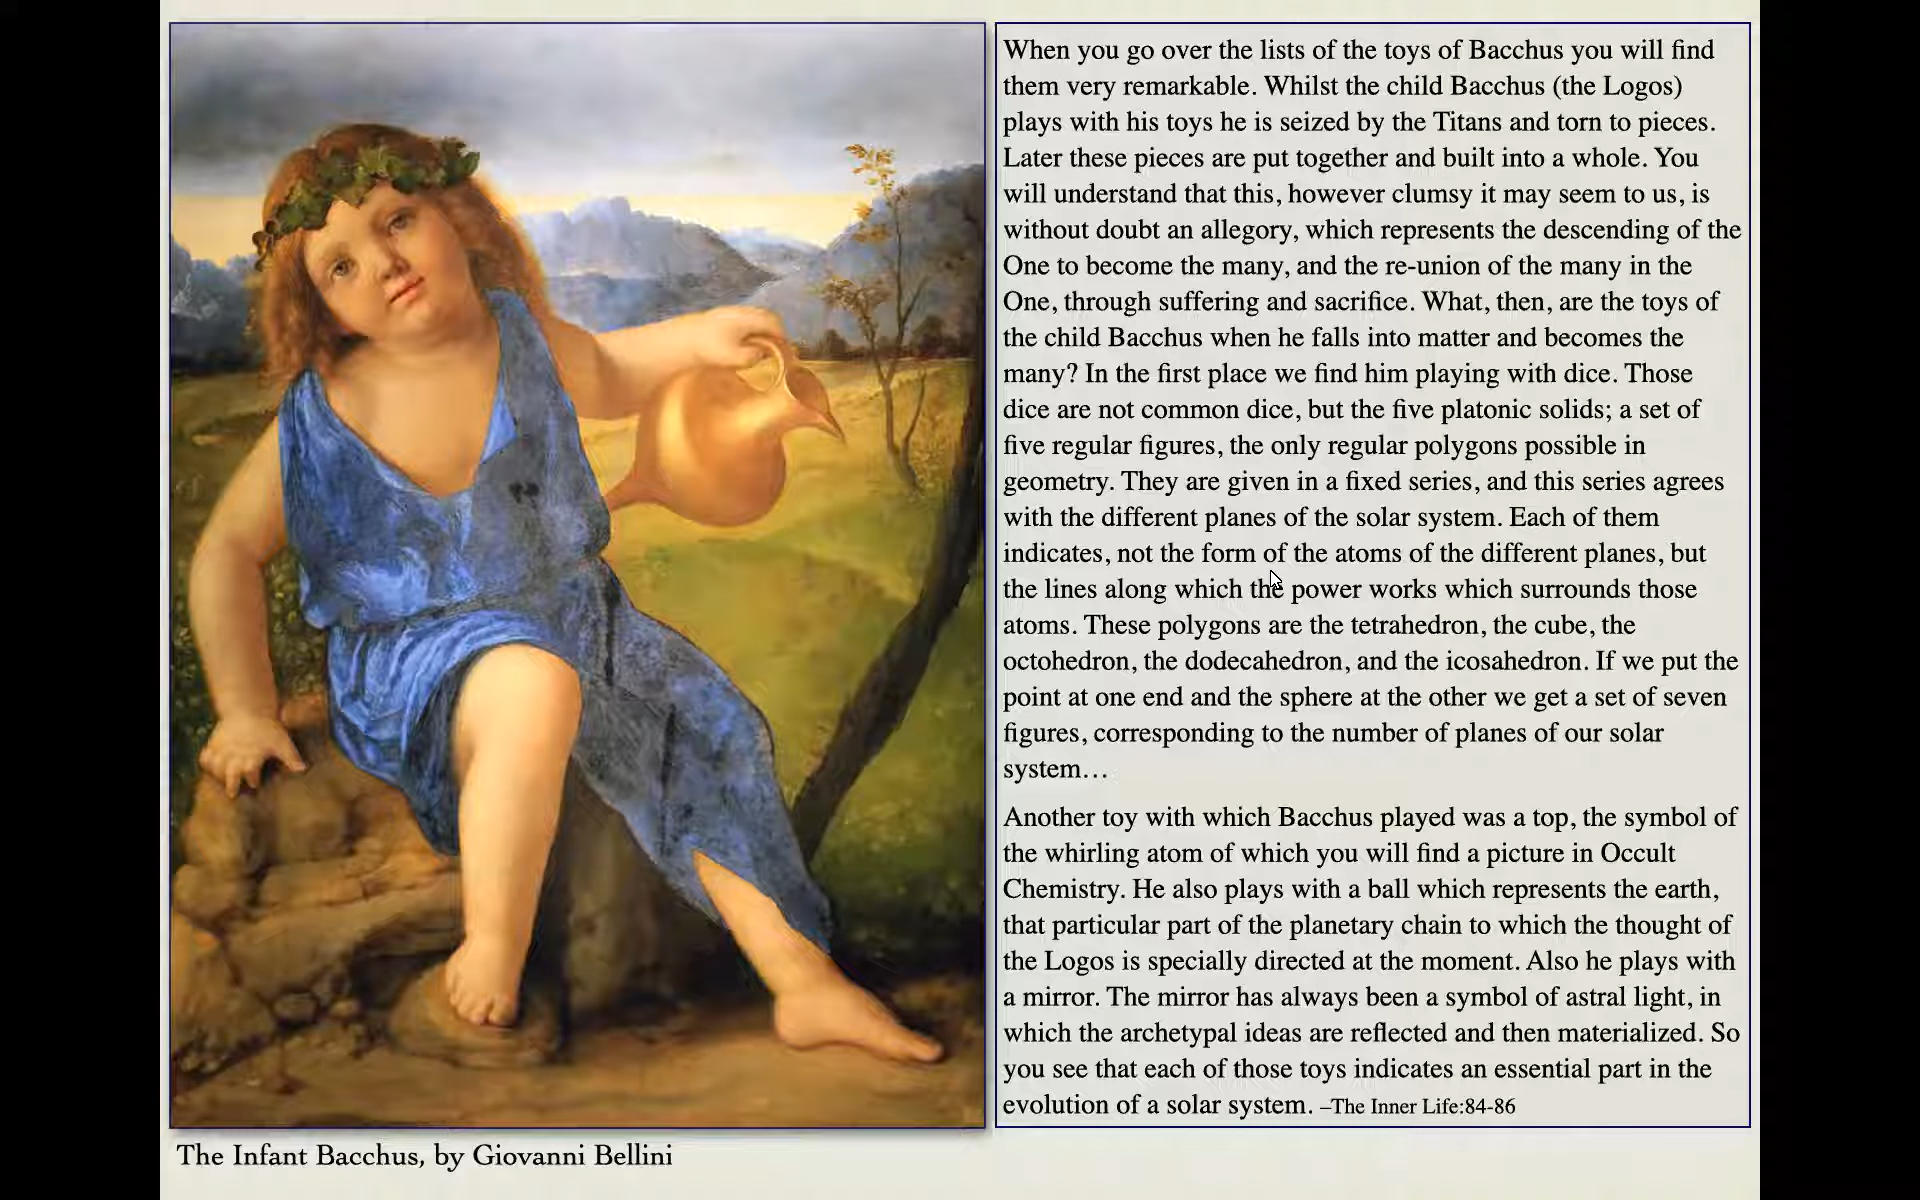 When you go over the lists of the toys of Bacchus you will find
them very remarkable. Whilst the child Bacchus (the Logos)
plays with his toys he is seized by the Titans and torn to pieces.
Later these pieces are put together and built into a whole. You
will understand that this, however clumsy it may seem to us, is
without doubt an allegory, which represents the descending of the
One to become the many, and the re-union of the many in the
One, through suffering and sacrifice. What, then, are the toys of
the child Bacchus when he falls into matter and becomes the
many? In the first place we find him playing with dice. Those
dice are not common dice, but the five platonic solids; a set of
five regular figures, the only regular polygons possible in
geometry. They are given in a fixed series, and this series agrees
with the different planes of the solar system. Each of them
indicates, not the form of the atoms of the different planes, but
the lines along which the power works which surrounds those
atoms. These polygons are the tetrahedron, the cube, the
octohedron, the dodecahedron, and the icosahedron. If we put the
point at one end and the sphere at the other we get a set of seven
figures, corresponding to the number of planes of our solar
system…
Another toy with which Bacchus played was a top, the symbol of
the whirling atom of which you will find a picture in Occult
Chemistry. He also plays with a ball which represents the earth,
that particular part of the planetary chain to which the thought of
the Logos is specially directed at the moment. Also he plays with
a mirror. The mirror has always been a symbol of astral light, in
which the archetypal ideas are reflected and then materialized. So
you see that each of those toys indicates an essential part in the
evolution of a solar system. –The Inner Life:84-86
The Infant Bacchus, by Giovanni Bellini